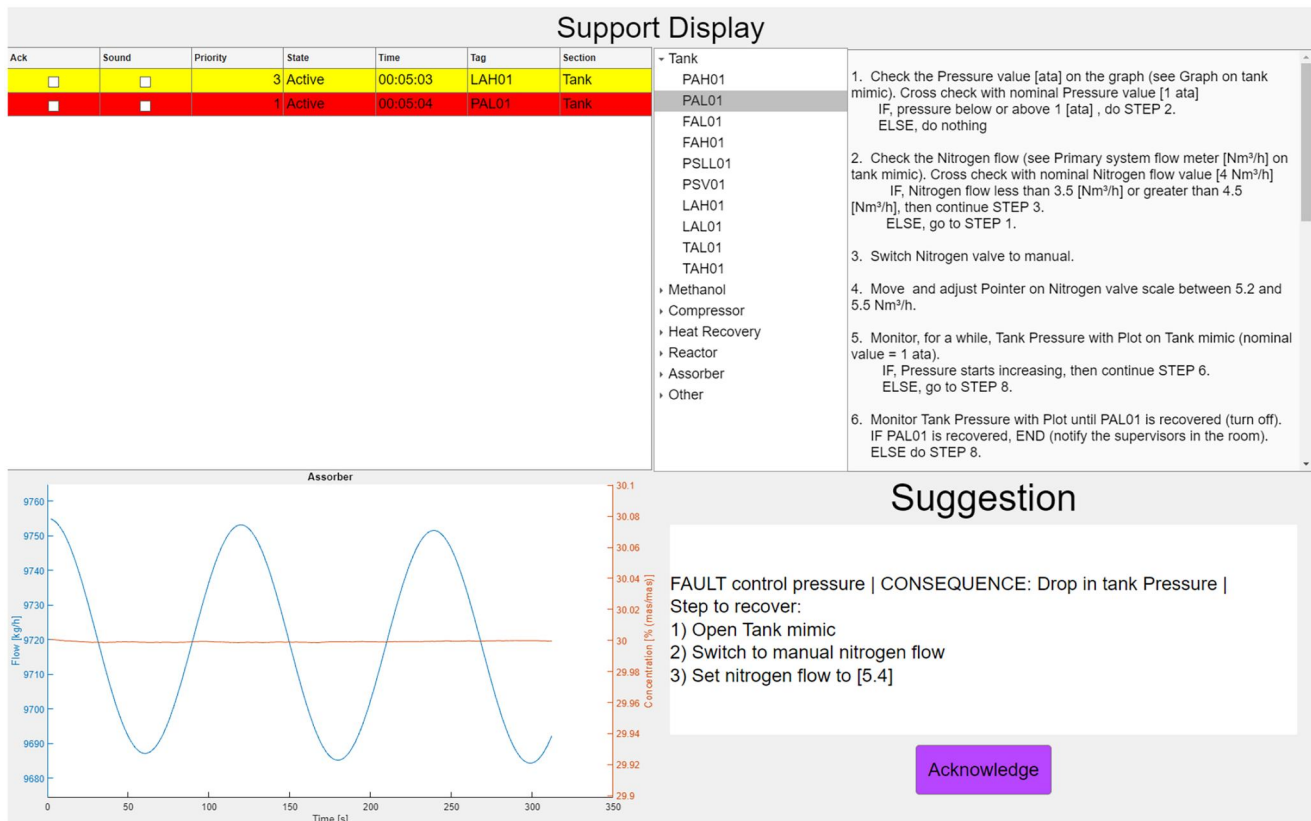 Support Display
Ack Sound Priority State Time Tag Section
3 Active 00:05:03 LAH01 Tank
1 Active 00:05:04 PAL01 Tank
Tank
PAH01
PAL01
FAL01
FAH01
PSLL01
PSV01
LAH01
LAL01
TAL01
TAH01
Methanol
Compressor
Heat Recovery
Reactor
Assorber
Other
1. Check the Pressure value [ata] on the graph (see Graph on tank
mimic). Cross check with nominal Pressure value [1 ata]
IF, pressure below or above 1 [ata] , do STEP 2.
ELSE, do nothing
2. Check the Nitrogen flow (see Primary system flow meter [Nm³/h] on
tank mimic). Cross check with nominal Nitrogen flow value [4 Nm³/h]
IF, Nitrogen flow less than 3.5 [Nm³/h] or greater than 4.5
[Nm³/h], then continue STEP 3.
ELSE, go to STEP 1.
3. Switch Nitrogen valve to manual.
4. Move and adjust Pointer on Nitrogen valve scale between 5.2 and
5.5 Nm³/h.
5. Monitor, for a while, Tank Pressure with Plot on Tank mimic (nominal
value = 1 ata).
IF, Pressure starts increasing, then continue STEP 6.
ELSE, go to STEP 8.
6. Monitor Tank Pressure with Plot until PAL01 is recovered (turn off).
IF PAL01 is recovered, END (notify the supervisors in the room).
ELSE do STEP 8.
Assorber
9760
9750
9740
9730
9720
9710
9700
9690
9680
Flow [kg/h]
30.1
30.08
30.06
30.04
30.02
30
29.98
29.96
29.94
29.92
29.9
Concentration [% (mas/mas)]
0 50 100 150 200 250 300 350
Time [s]
Suggestion
FAULT control pressure | CONSEQUENCE: Drop in tank Pressure |
Step to recover:
1) Open Tank mimic
2) Switch to manual nitrogen flow
3) Set nitrogen flow to [5.4]
Acknowledge